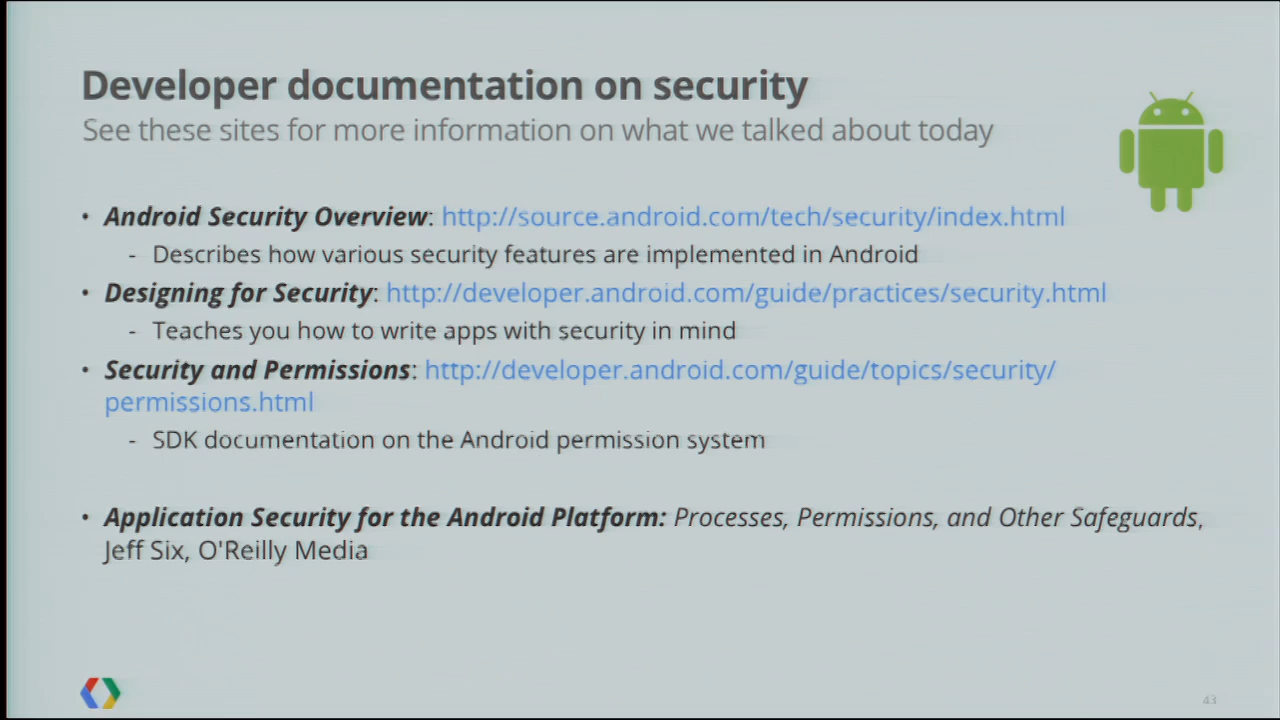 Developer documentation on security
See these sites for more information on what we talked about today
• Android Security Overview: http://source.android.com/tech/security/index.html
- Describes how various security features are implemented in Android
• Designing for Security: http://developer.android.com/guide/practices/security.html
- Teaches you how to write apps with security in mind
• Security and Permissions: http://developer.android.com/guide/topics/security/
permissions.html
- SDK documentation on the Android permission system
• Application Security for the Android Platform: Processes, Permissions, and Other Safeguards,
Jeff Six, O'Reilly Media
43